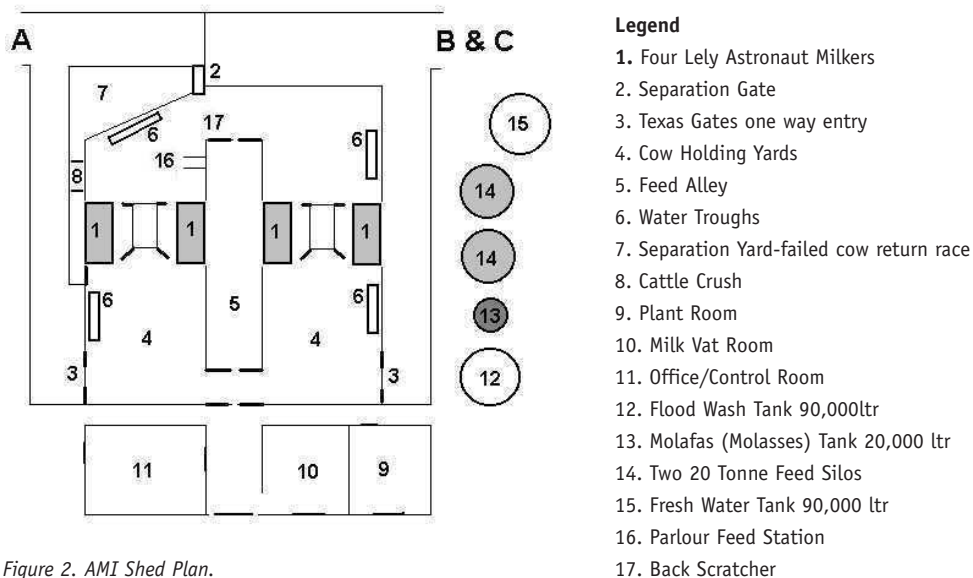 A
B & C
2
7
6
17
6
15
16
8
14
1
1
1
1
14
6
5
6
13
4
4
3
3
12
11
10
9
Figure 2. AMI Shed Plan.
Legend
1. Four Lely Astronaut Milkers
2. Separation Gate
3. Texas Gates one way entry
4. Cow Holding Yards
5. Feed Alley
6. Water Troughs
7. Separation Yard-failed cow return race
8. Cattle Crush
9. Plant Room
10. Milk Vat Room
11. Office/Control Room
12. Flood Wash Tank 90,000ltr
13. Molafas (Molasses) Tank 20,000 ltr
14. Two 20 Tonne Feed Silos
15. Fresh Water Tank 90,000 ltr
16. Parlour Feed Station
17. Back Scratcher